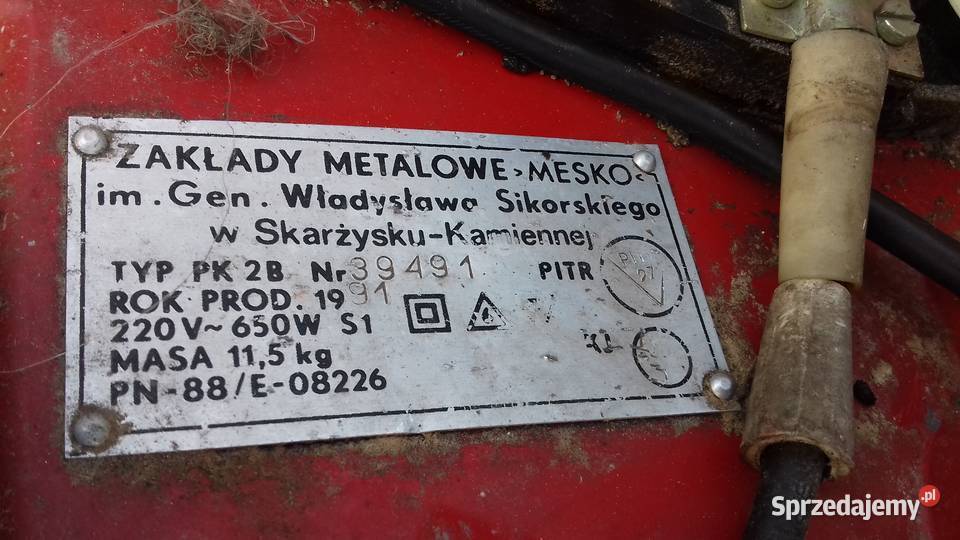 ZAKŁADY METALOWE >MESKO<
im. Gen. Władysława Sikorskiego
w Skarżysku-Kamiennej
TYP PK 2B Nr 39491 PITR
ROK PROD. 1991
220V~ 650W S1
MASA 11,5 kg
PN-88/E-08226
Sprzedajemy.pl